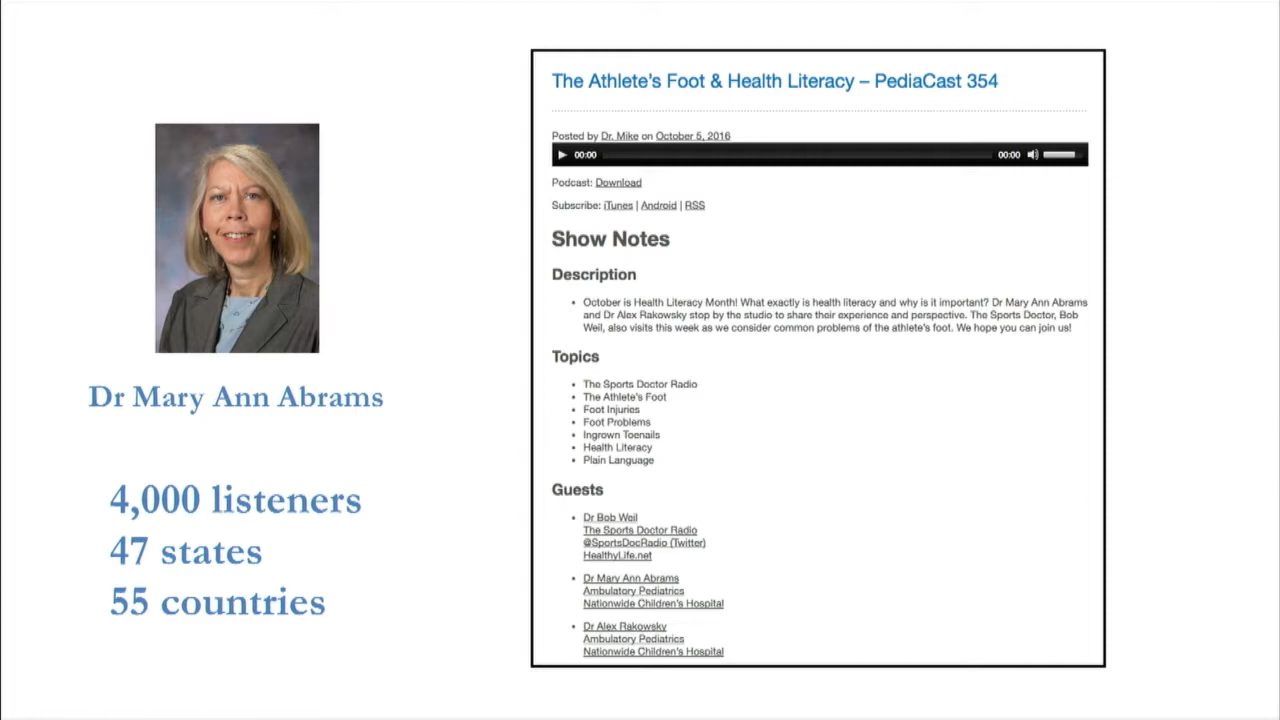 The Athlete's Foot & Health Literacy – PediaCast 354
Posted by Dr. Mike on October 5, 2016
00:00
00:00
Podcast: Download
Subscribe: iTunes | Android | RSS
Show Notes
Description
• October is Health Literacy Month! What exactly is health literacy and why is it important? Dr Mary Ann Abrams
and Dr Alex Rakowsky stop by the studio to share their experience and perspective. The Sports Doctor, Bob
Weil, also visits this week as we consider common problems of the athlete's foot. We hope you can join us!
Topics
• The Sports Doctor Radio
• The Athlete's Foot
• Foot Injuries
• Foot Problems
• Ingrown Toenails
• Health Literacy
• Plain Language
Guests
• Dr Bob Weil
The Sports Doctor Radio
@SportsDocRadio (Twitter)
HealthyLife.net
• Dr Mary Ann Abrams
Ambulatory Pediatrics
Nationwide Children's Hospital
• Dr Alex Rakowsky
Ambulatory Pediatrics
Nationwide Children's Hospital
Dr Mary Ann Abrams
4,000 listeners
47 states
55 countries